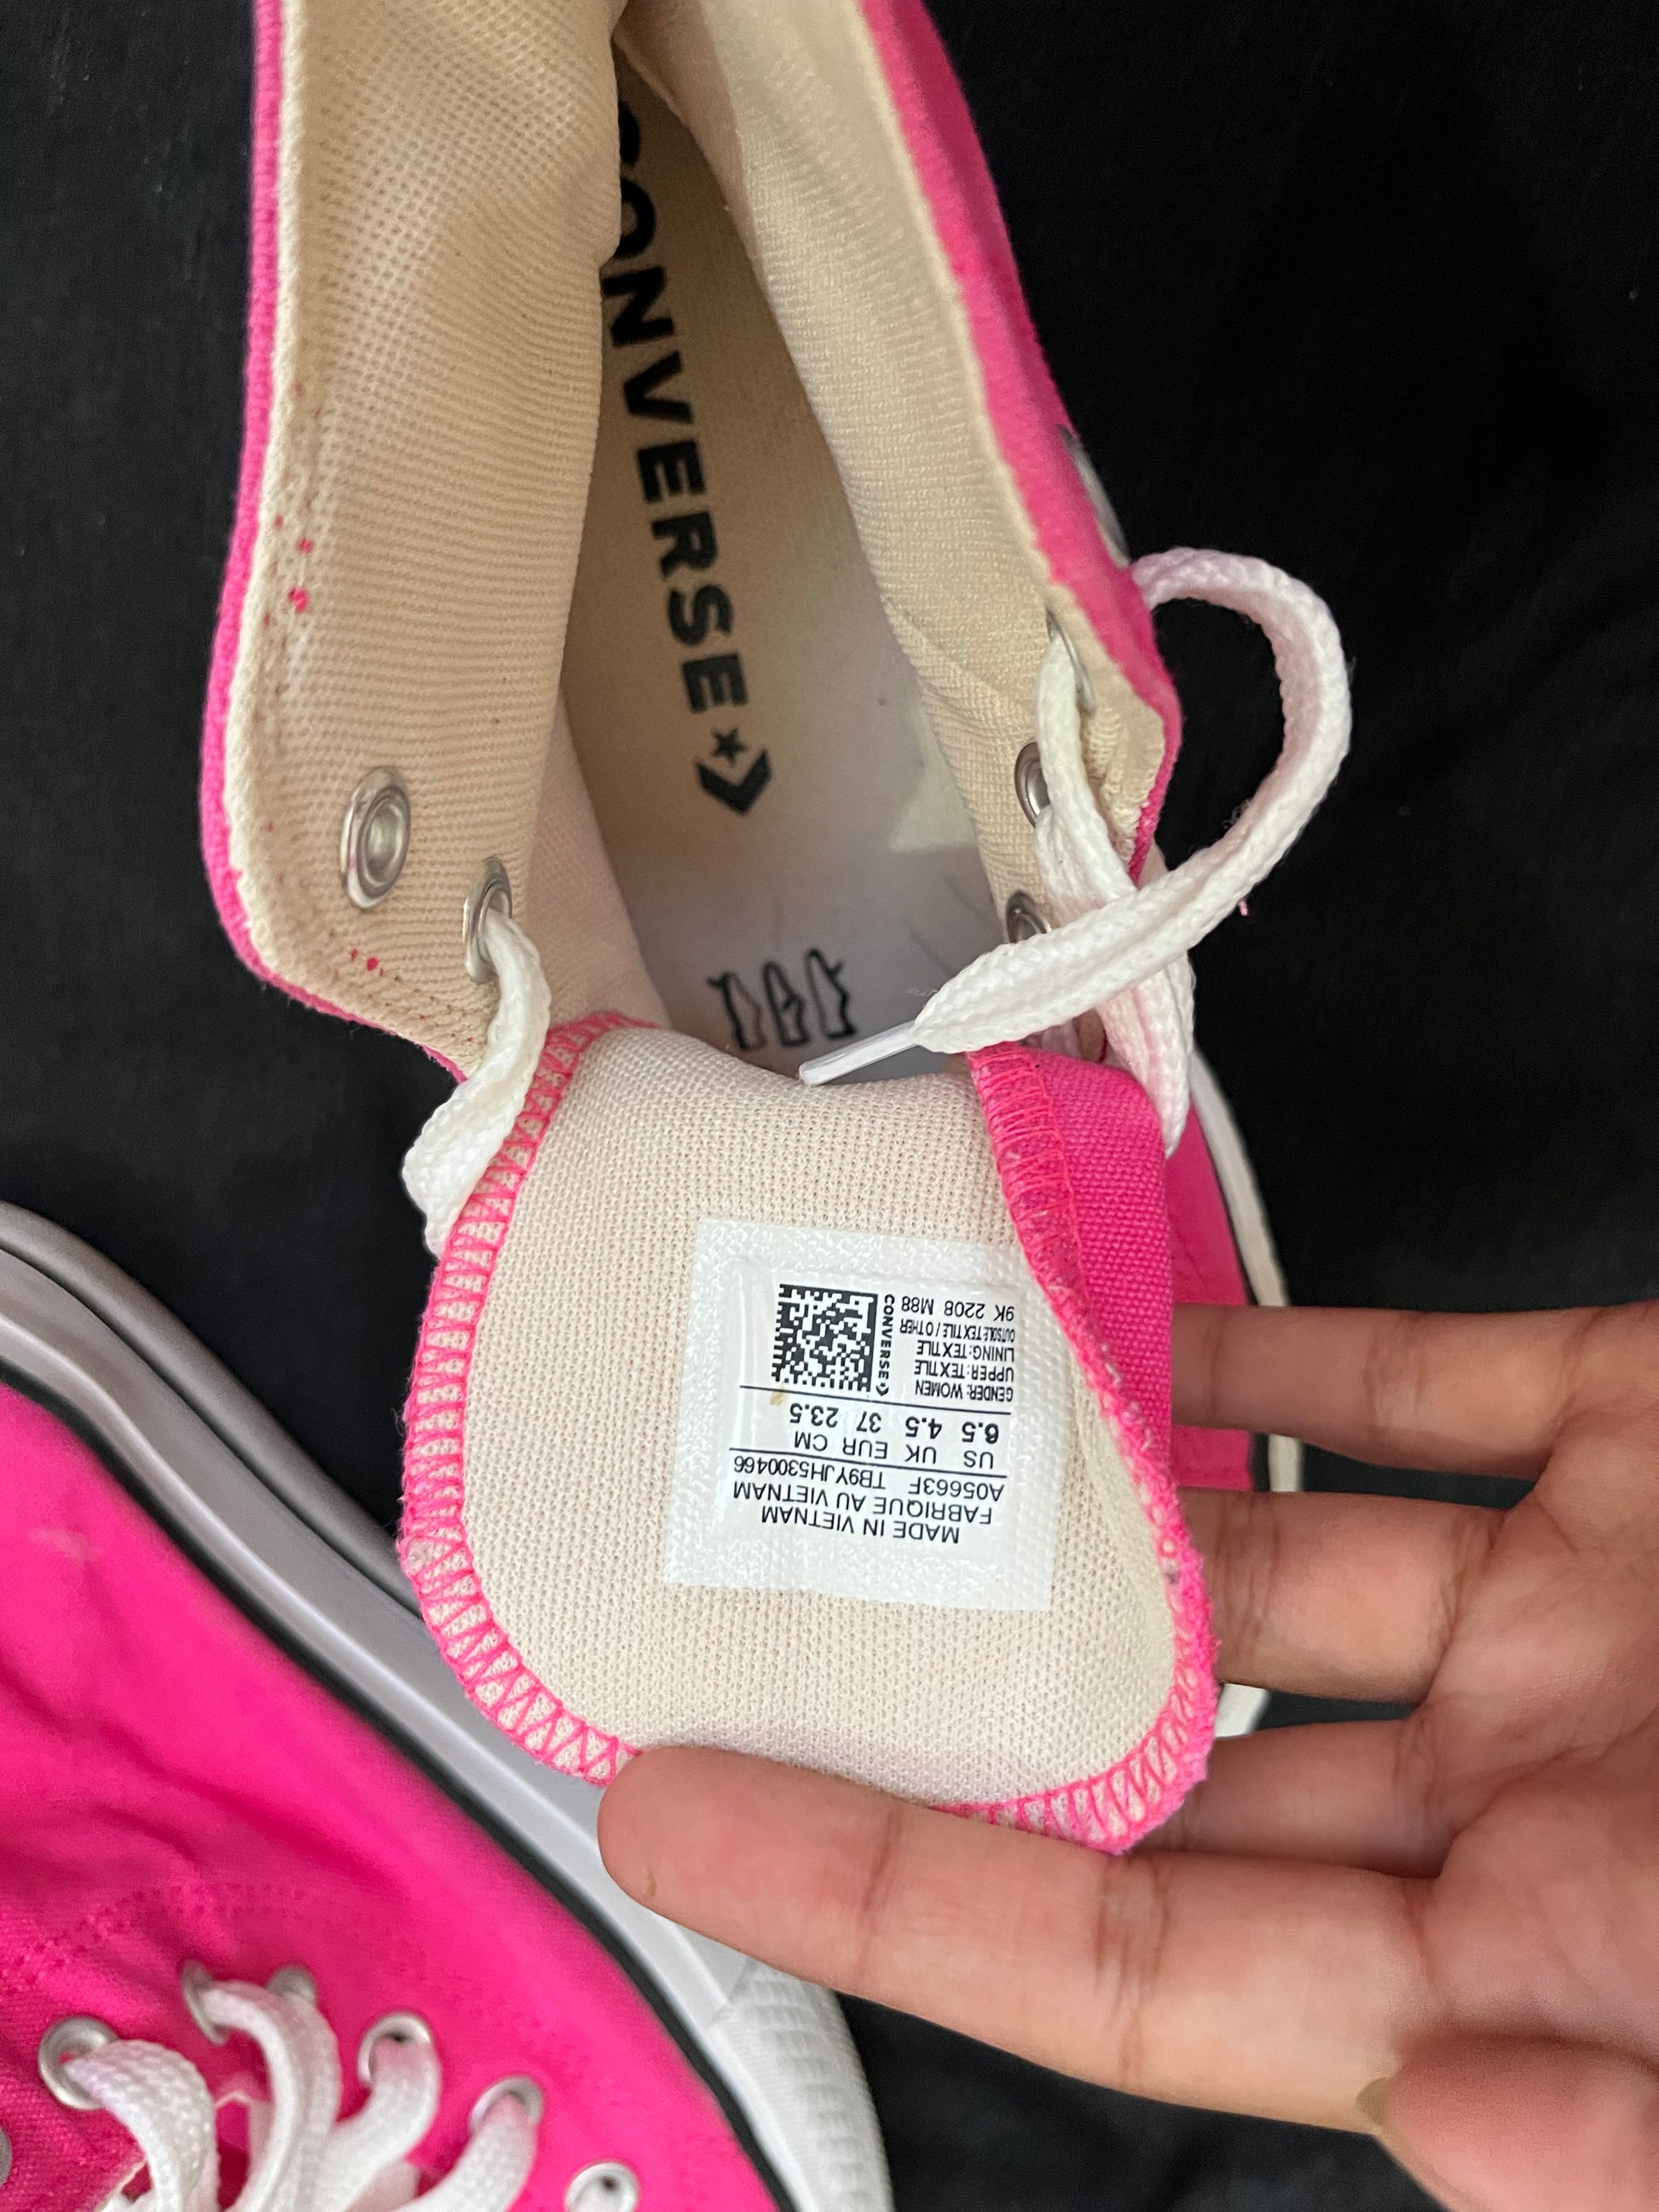 CONVERSE
MADE IN VIETNAM
FABRIQUE AU VIETNAM
A05663F TB9YJH5300466
US UK EUR CM
6.5 4.5 37 23.5
GENDER: WOMEN
UPPER: TEXTILE
LINING: TEXTILE
OUTSOLE: TEXTILE / OTHER
9K 2208 M88
CONVERSE